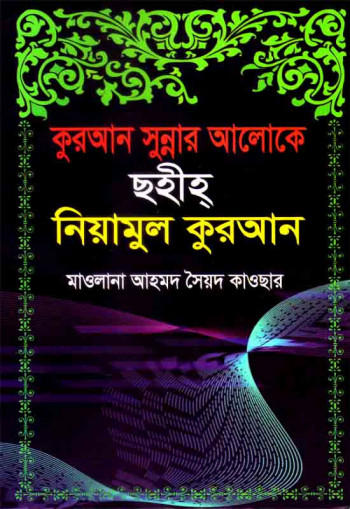 কুরআন সুন্নার আলোকে
ছহীহ্
নিয়ামুল কুরআন
মাওলানা আহমদ সৈয়দ কাওছার